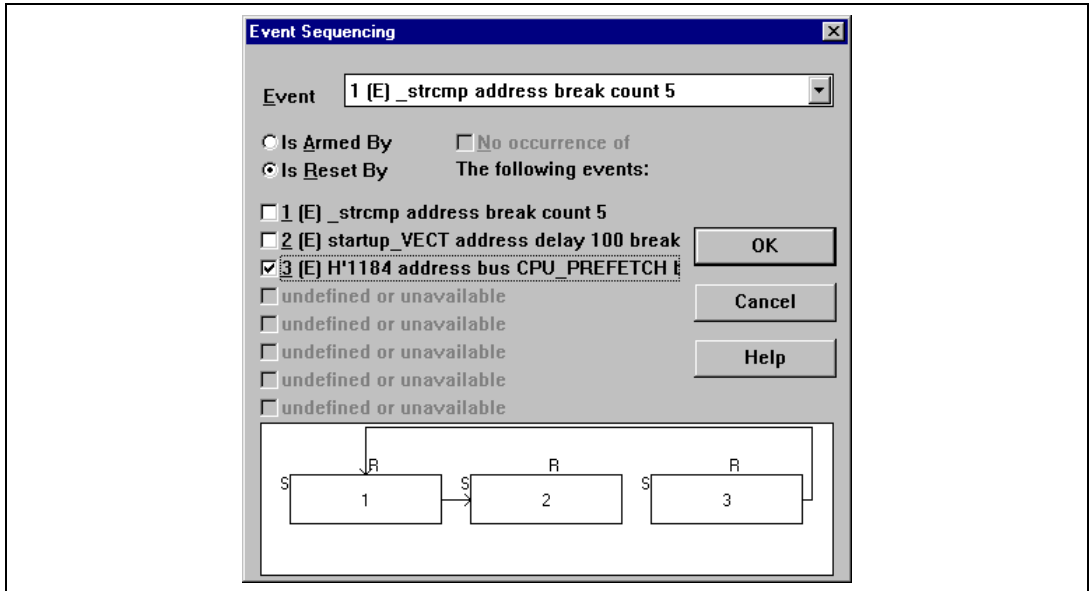 Event Sequencing
Event 1 (E) _strcmp address break count 5
Is Armed By No occurrence of
Is Reset By The following events:
1 (E) _strcmp address break count 5
2 (E) startup_VECT address delay 100 break
3 (E) H'1184 address bus CPU_PREFETCH
undefined or unavailable
undefined or unavailable
undefined or unavailable
undefined or unavailable
undefined or unavailable
OK
Cancel
Help
R R R
S S S
1 2 3